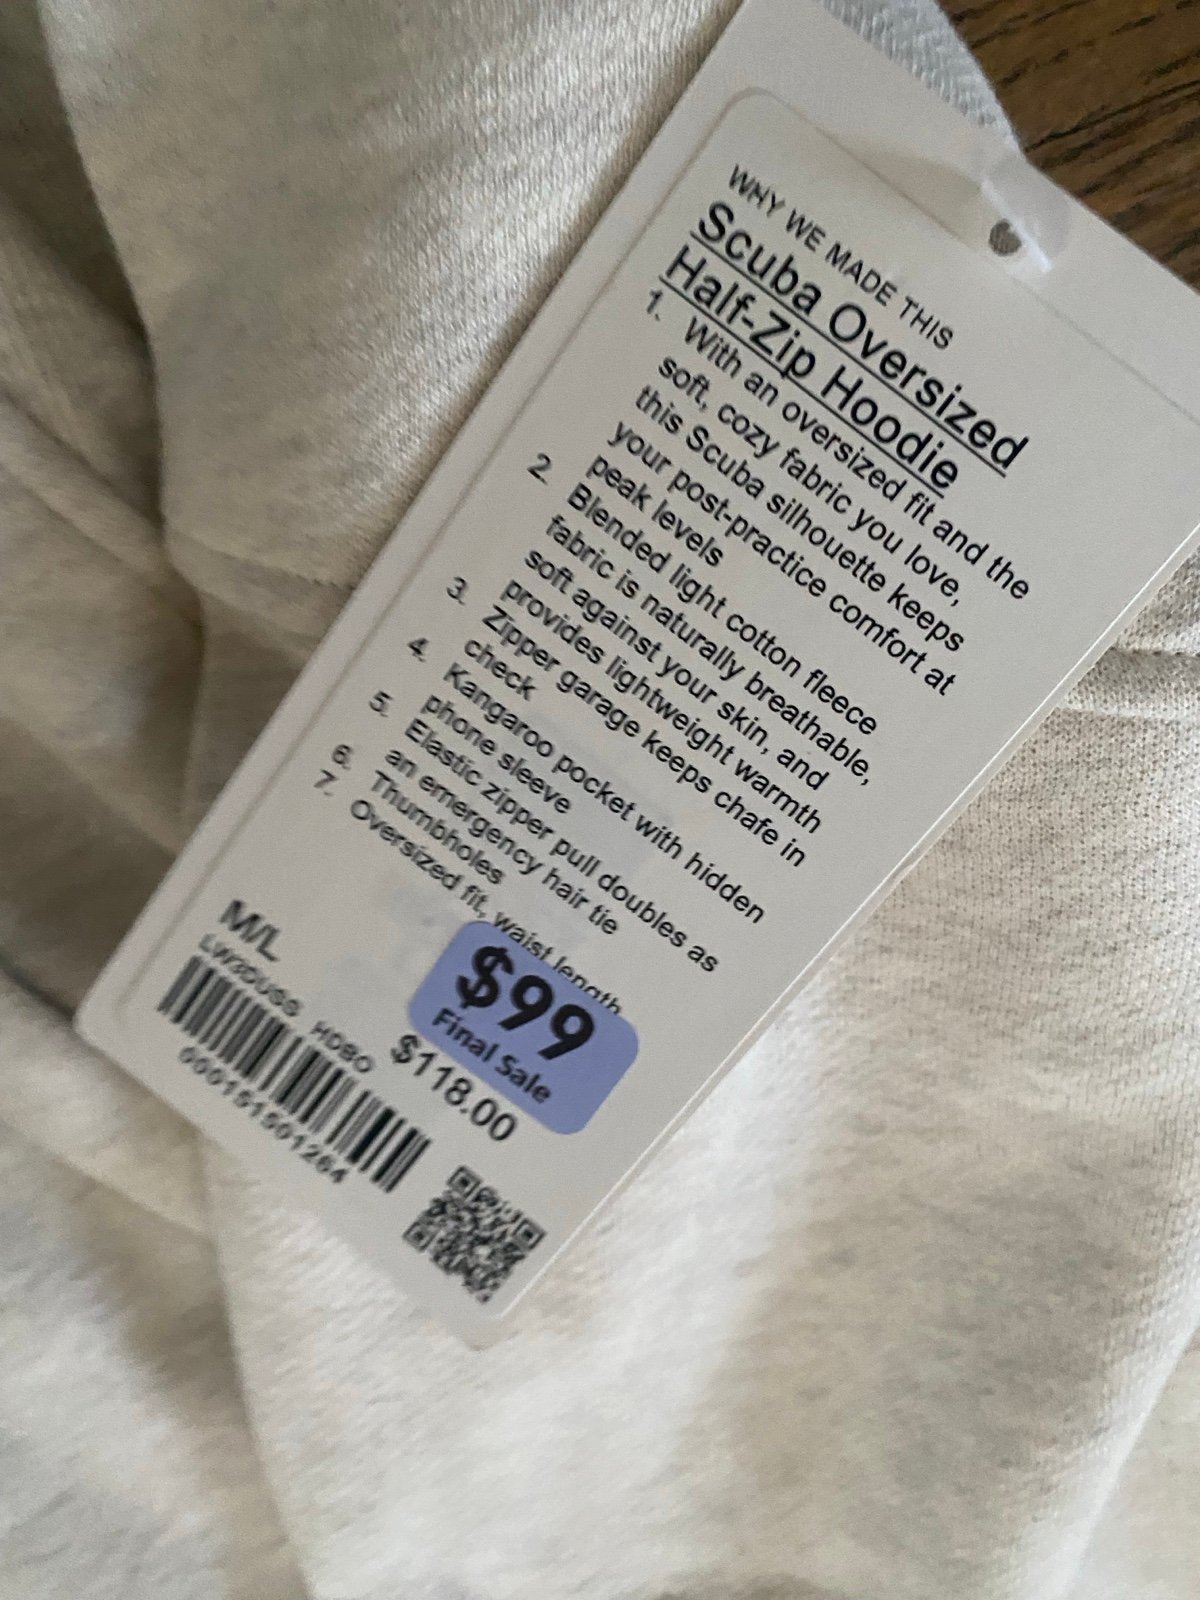 WHY WE MADE THIS
Scuba Oversized
Half-Zip Hoodie
1. With an oversized fit and the
soft, cozy fabric you love,
this Scuba silhouette keeps
your post-practice comfort at
peak levels
2. Blended light cotton fleece
fabric is naturally breathable,
soft against your skin, and
provides lightweight warmth
3. Zipper garage keeps chafe in
check
4. Kangaroo pocket with hidden
phone sleeve
5. Elastic zipper pull doubles as
an emergency hair tie
6. Thumbholes
7. Oversized fit, waist length
$99
Final Sale
M/L
HDBO
$118.00
000151501264